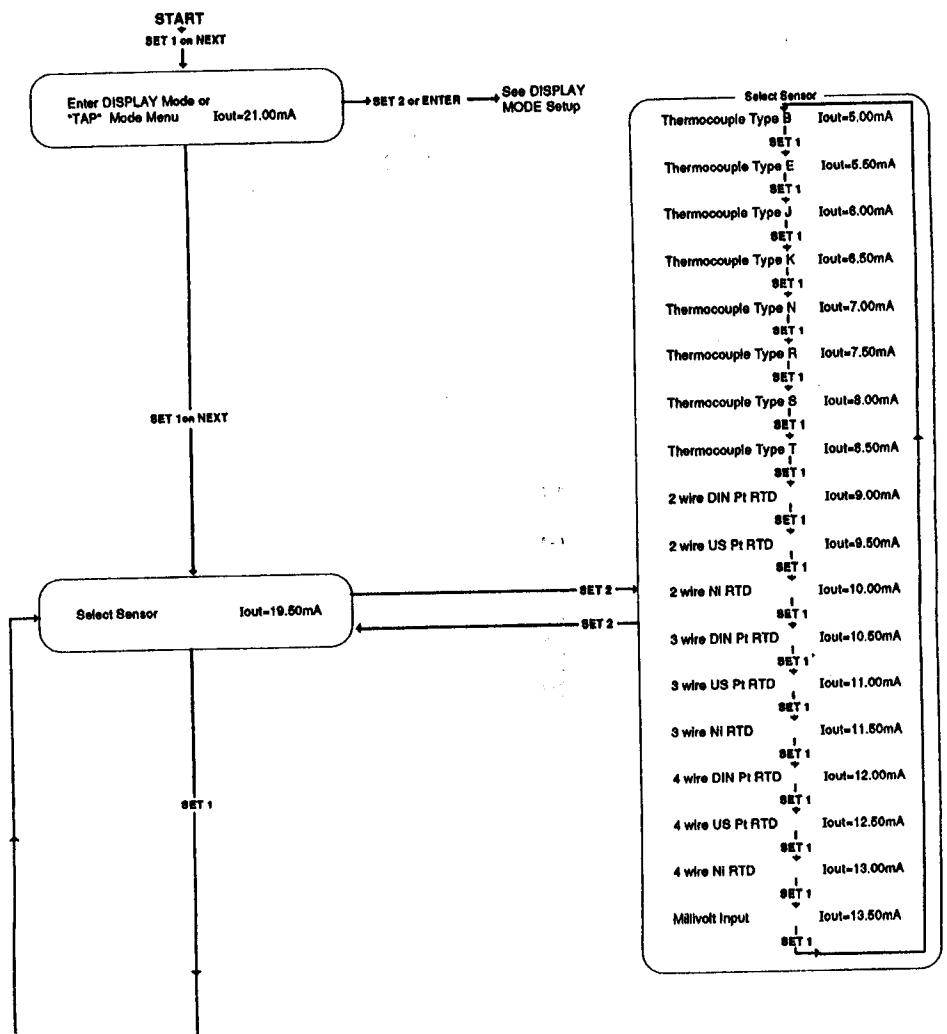 START
SET 1 or NEXT
Enter DISPLAY Mode or
"TAP" Mode Menu Iout=21.00mA
SET 2 or ENTER
See DISPLAY
MODE Setup
SET 1 or NEXT
Select Sensor Iout=19.50mA
SET 2
SET 2
SET 1
Select Sensor
Thermocouple Type B Iout=5.00mA
SET 1
Thermocouple Type E Iout=5.50mA
SET 1
Thermocouple Type J Iout=6.00mA
SET 1
Thermocouple Type K Iout=6.50mA
SET 1
Thermocouple Type N Iout=7.00mA
SET 1
Thermocouple Type R Iout=7.50mA
SET 1
Thermocouple Type S Iout=8.00mA
SET 1
Thermocouple Type T Iout=8.50mA
SET 1
2 wire DIN Pt RTD Iout=9.00mA
SET 1
2 wire US Pt RTD Iout=9.50mA
SET 1
2 wire Ni RTD Iout=10.00mA
SET 1
3 wire DIN Pt RTD Iout=10.50mA
SET 1
3 wire US Pt RTD Iout=11.00mA
SET 1
3 wire Ni RTD Iout=11.50mA
SET 1
4 wire DIN Pt RTD Iout=12.00mA
SET 1
4 wire US Pt RTD Iout=12.50mA
SET 1
4 wire Ni RTD Iout=13.00mA
SET 1
Millivolt Input Iout=13.50mA
SET 1